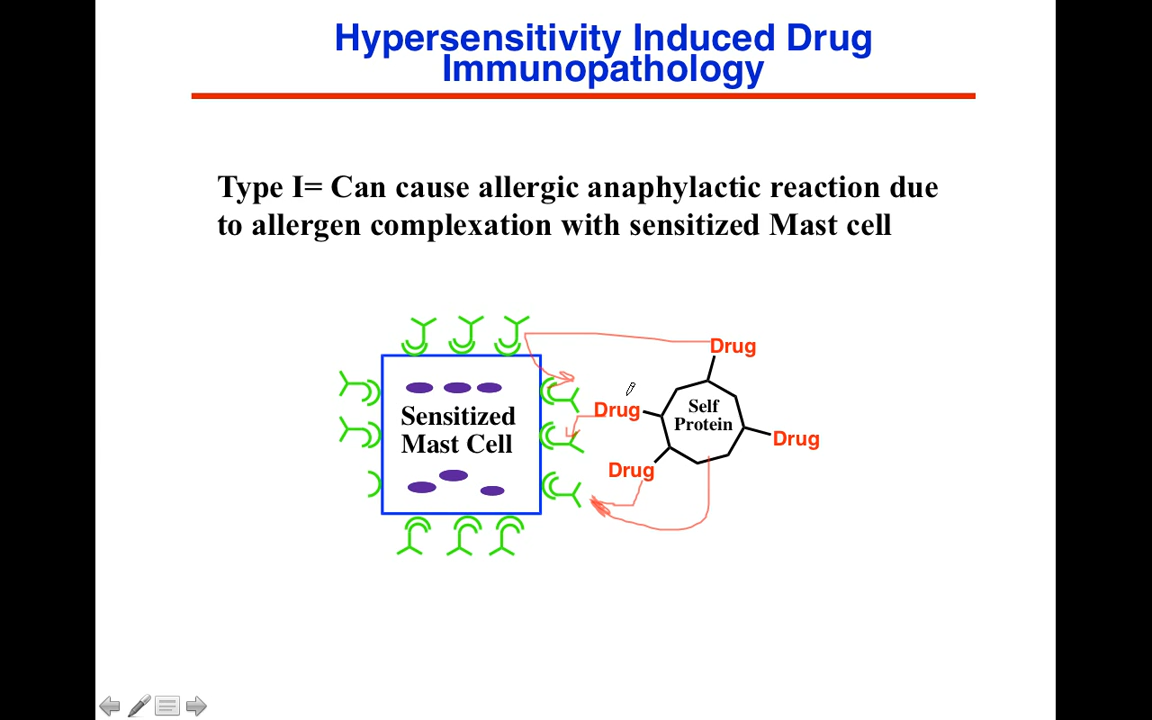 Hypersensitivity Induced Drug
Immunopathology
Type I= Can cause allergic anaphylactic reaction due
to allergen complexation with sensitized Mast cell
Sensitized
Mast Cell
Drug
Drug
Self
Protein
Drug
Drug